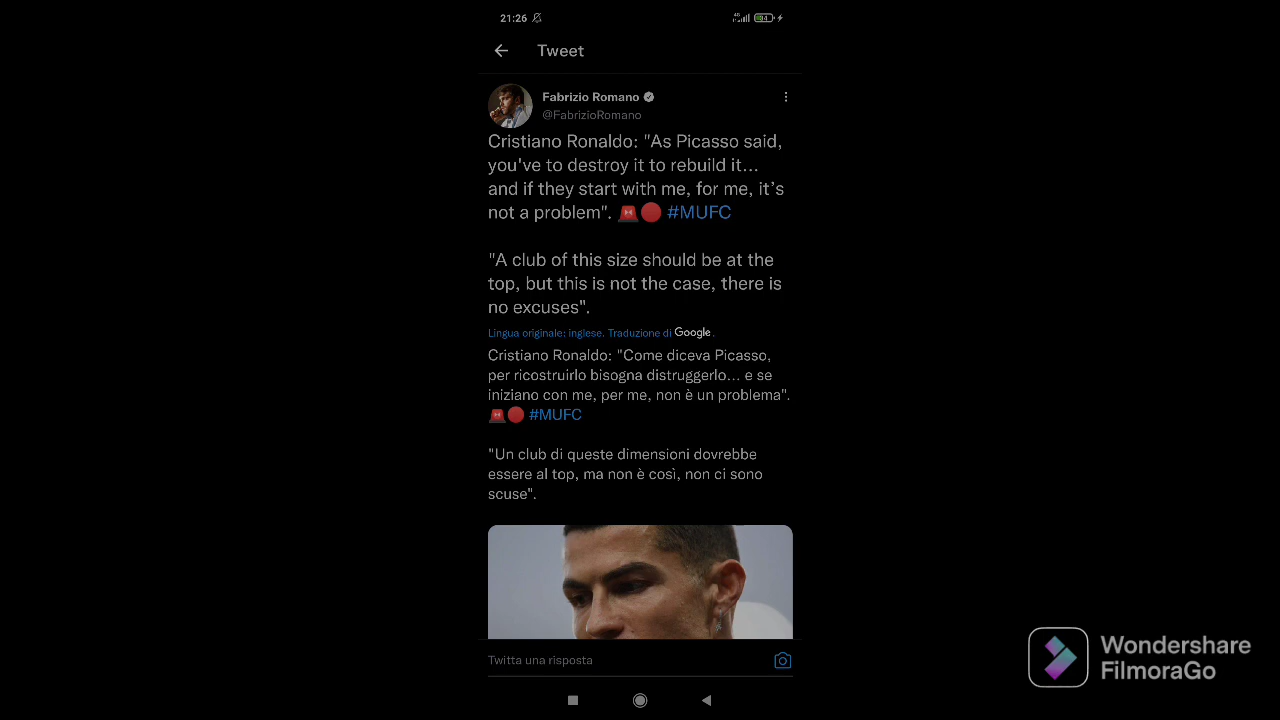 21:26
4G
Tweet
Fabrizio Romano
@FabrizioRomano
Cristiano Ronaldo: "As Picasso said,
you've to destroy it to rebuild it…
and if they start with me, for me, it’s
not a problem". 🚨🔴 #MUFC
"A club of this size should be at the
top, but this is not the case, there is
no excuses".
Lingua originale: inglese. Traduzione di Google.
Cristiano Ronaldo: "Come diceva Picasso,
per ricostruirlo bisogna distruggerlo… e se
iniziano con me, per me, non è un problema".
🚨🔴 #MUFC
"Un club di queste dimensioni dovrebbe
essere al top, ma non è così, non ci sono
scuse".
Twitta una risposta
Wondershare
FilmoraGo